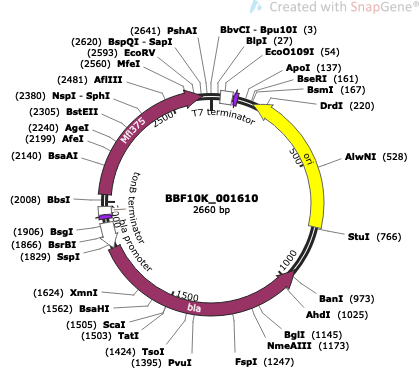 Created with SnapGene®
(2641) PshAI
BbvCI - Bpu10I (3)
(2620) BspQI - SapI
BlpI (27)
(2593) EcoRV
EcoO109I (54)
(2560) MfeI
ApoI (137)
(2481) AflIII
BseRI (161)
BsmI (167)
(2380) NspI - SphI
DrdI (220)
(2305) BstEII
T7 terminator
2500
(2240) AgeI
Mfl375
(2199) AfeI
500
ori
AlwNI (528)
(2140) BsaAI
(2008) BbsI
BBF10K_001610
2660 bp
rrnB terminator
(1906) BsgI
StuI (766)
(1866) BsrBI
bla promoter
(1829) SspI
1000
BanI (973)
(1624) XmnI
1500
AhdI (1025)
(1562) BsaHI
bla
(1505) ScaI
BglI (1145)
(1503) TatI
NmeAIII (1173)
(1424) TsoI
FspI (1247)
(1395) PvuI